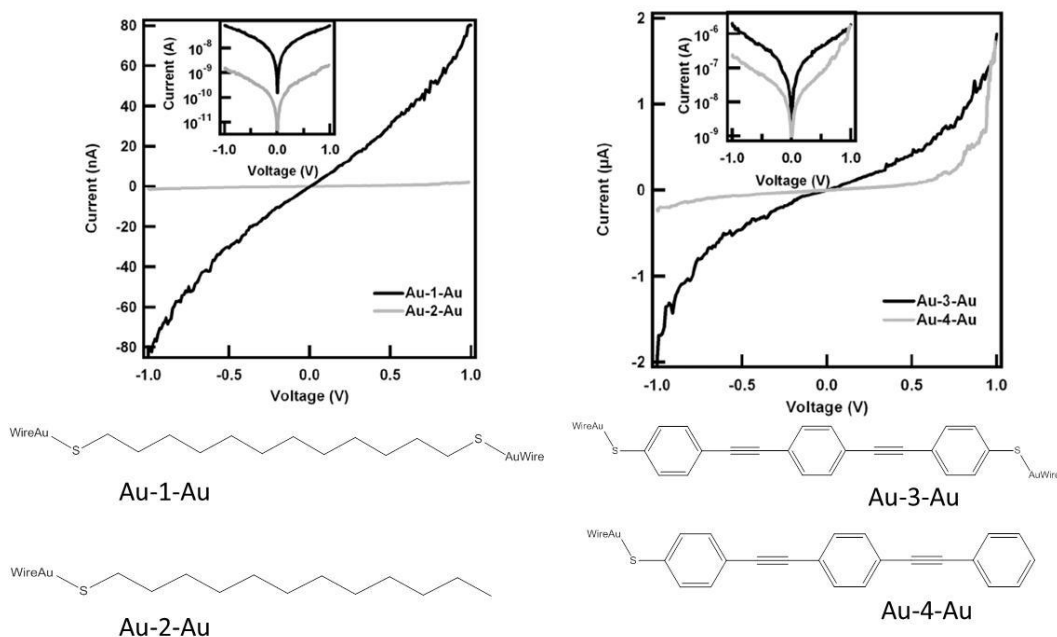 80
60
40
20
0
-20
-40
-60
-80
Current (nA)
-1.0
-0.5
0.0
0.5
1.0
Voltage (V)
10⁻⁸
10⁻⁹
10⁻¹⁰
10⁻¹¹
Current (A)
-1.0
0.0
1.0
Voltage (V)
Au-1-Au
Au-2-Au
2
1
0
-1
-2
Current (µA)
-1.0
-0.5
0.0
0.5
1.0
Voltage (V)
10⁻⁶
10⁻⁷
10⁻⁸
10⁻⁹
Current (A)
-1.0
0.0
1.0
Voltage (V)
Au-3-Au
Au-4-Au
WireAu
S
S
AuWire
Au-1-Au
WireAu
S
Au-2-Au
WireAu
S
S
AuWire
Au-3-Au
WireAu
S
Au-4-Au